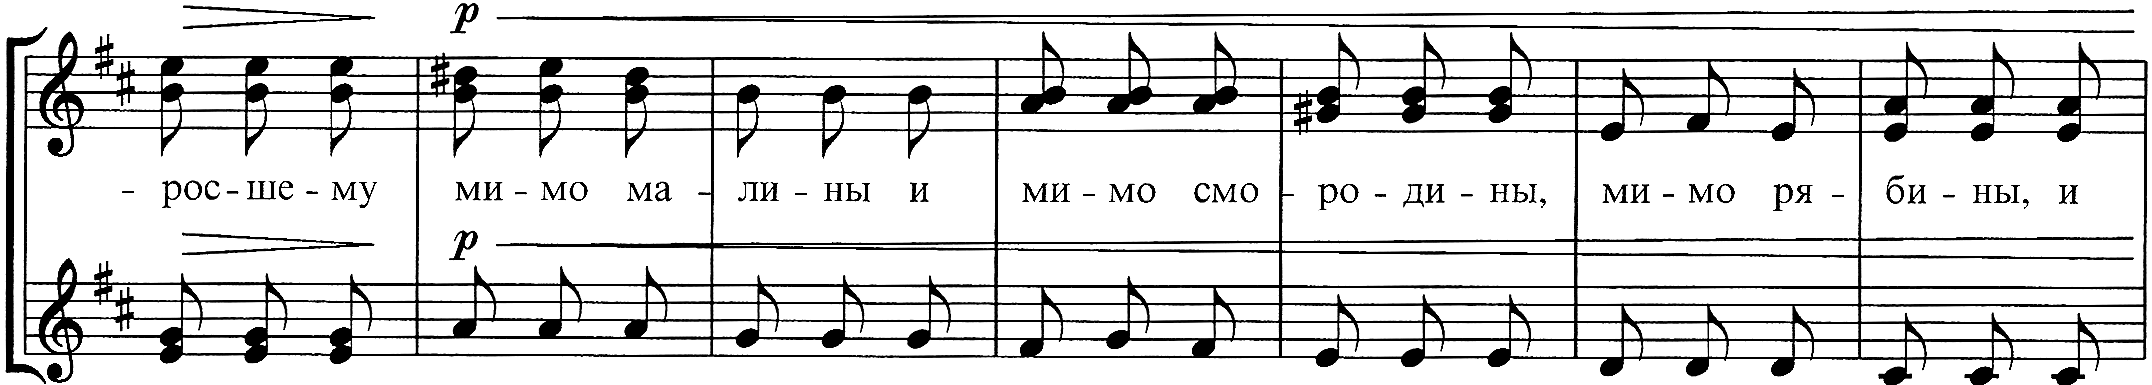 p
- рос - ше - му ми - мо ма - ли - ны и ми - мо смо - ро - ди - ны, ми - мо ря - би - ны, и
p